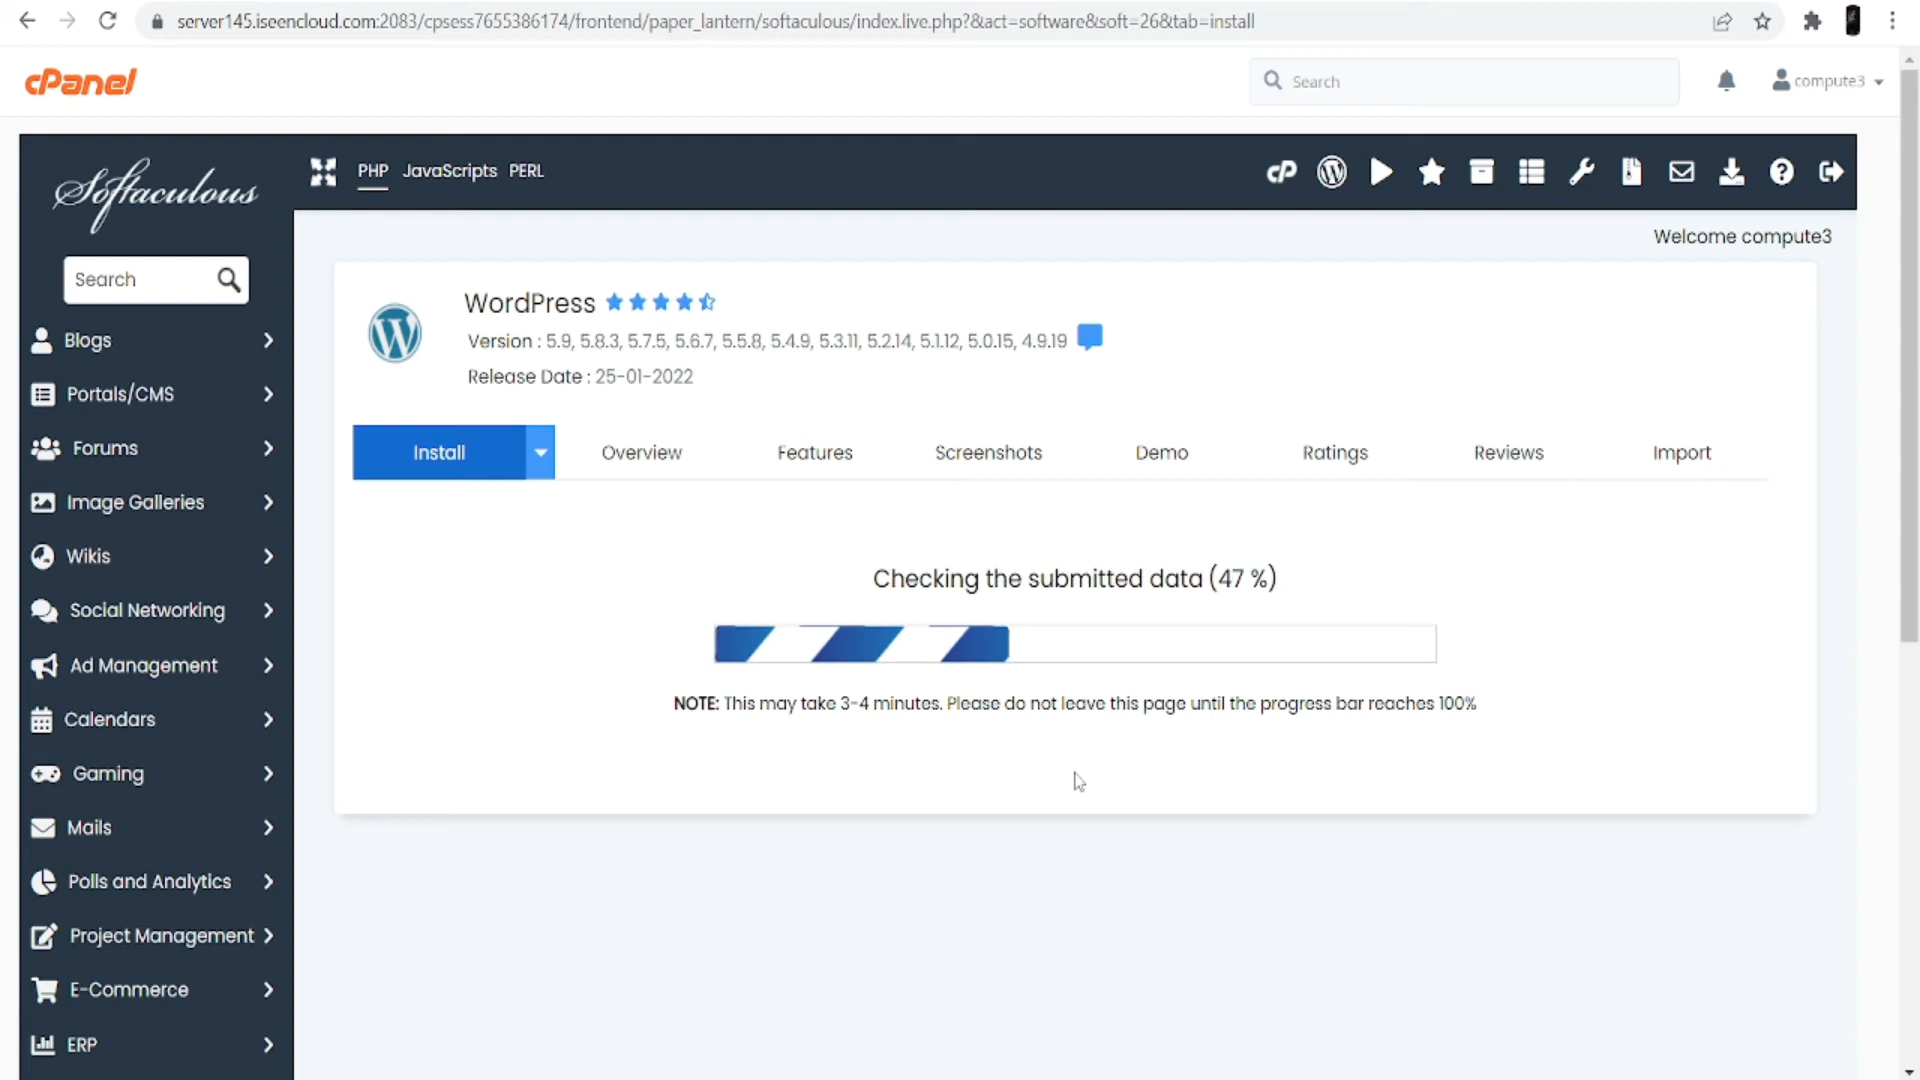 server145.iseencloud.com:2083/cpsess7655386174/frontend/paper_lantern/softaculous/index.live.php?&act=software&soft=26&tab=install
cPanel
Search
compute3
Softaculous
PHP JavaScripts PERL
cP
Welcome compute3
Search
WordPress
Version : 5.9, 5.8.3, 5.7.5, 5.6.7, 5.5.8, 5.4.9, 5.3.11, 5.2.14, 5.1.12, 5.0.15, 4.9.19
Release Date : 25-01-2022
Install Overview Features Screenshots Demo Ratings Reviews Import
Checking the submitted data (47 %)
NOTE: This may take 3-4 minutes. Please do not leave this page until the progress bar reaches 100%
Blogs
Portals/CMS
Forums
Image Galleries
Wikis
Social Networking
Ad Management
Calendars
Gaming
Mails
Polls and Analytics
Project Management
E-Commerce
ERP